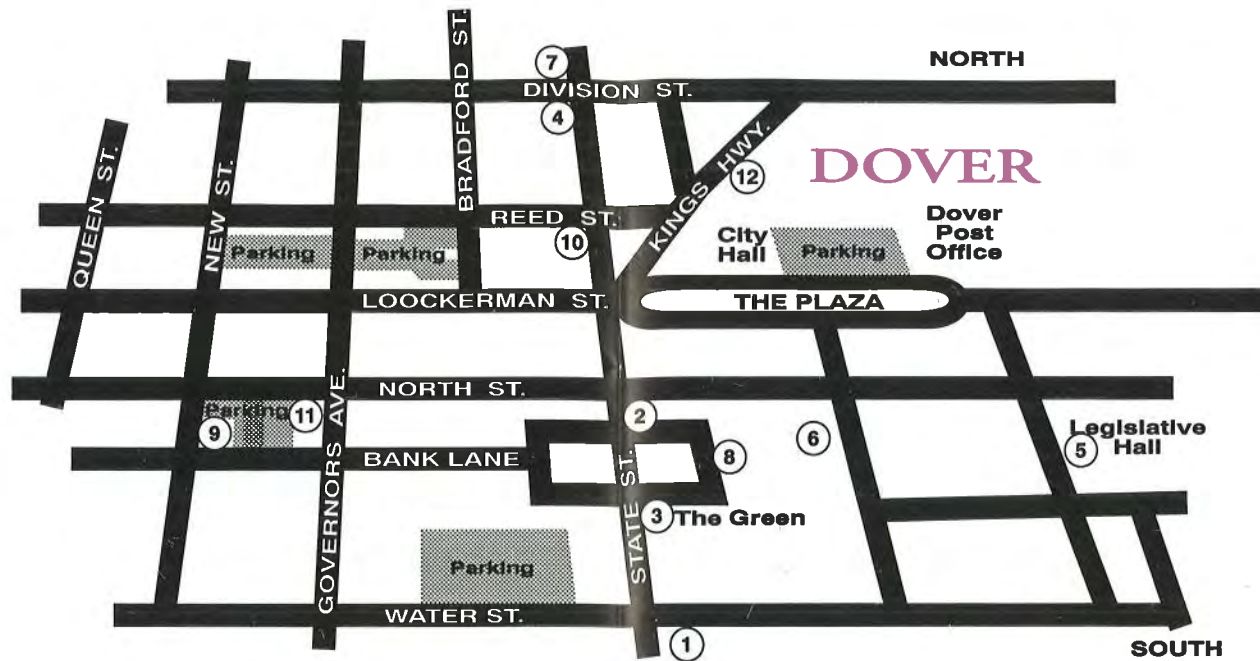 NORTH
BRADFORD ST.
7
DIVISION ST.
4
KINGS HWY.
12
DOVER
QUEEN ST.
NEW ST.
REED ST.
10
City
Hall
Parking
Dover
Post
Office
Parking
Parking
LOOCKERMAN ST.
THE PLAZA
GOVERNORS AVE.
NORTH ST.
Parking
11
9
2
6
Legislative
Hall
5
BANK LANE
8
STATE ST.
3
The Green
Parking
WATER ST.
1
SOUTH